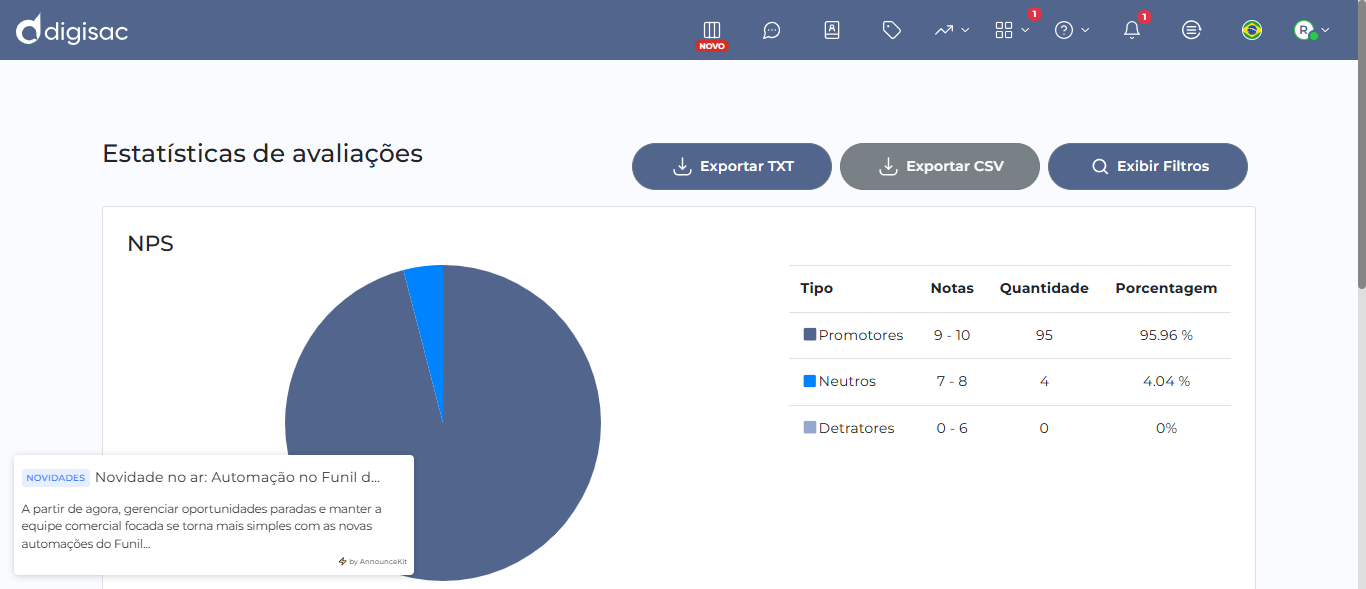 digisac
NOVO
1
1
R
Estatísticas de avaliações
Exportar TXT
Exportar CSV
Exibir Filtros
NPS
Tipo Notas Quantidade Porcentagem
Promotores 9 - 10 95 95.96 %
Neutros 7 - 8 4 4.04 %
Detratores 0 - 6 0 0%
NOVIDADES Novidade no ar: Automação no Funil d...
A partir de agora, gerenciar oportunidades paradas e manter a
equipe comercial focada se torna mais simples com as novas
automações do Funil...
by AnnounceKit